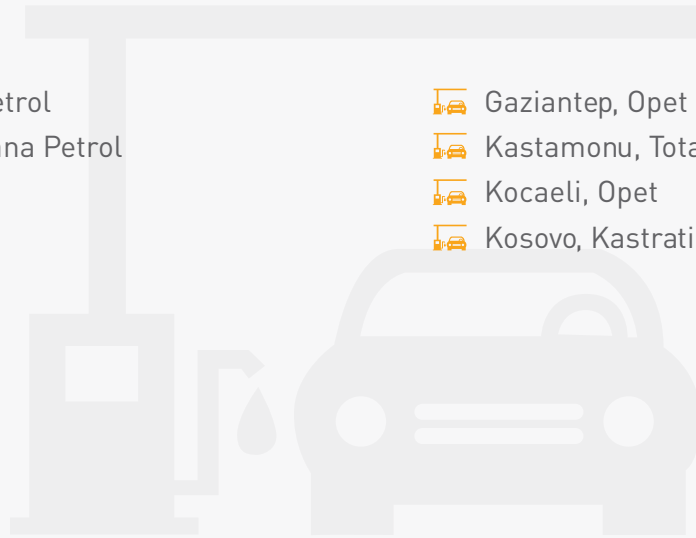 etrol
na Petrol
Gaziantep, Opet
Kastamonu, Tota
Kocaeli, Opet
Kosovo, Kastrati